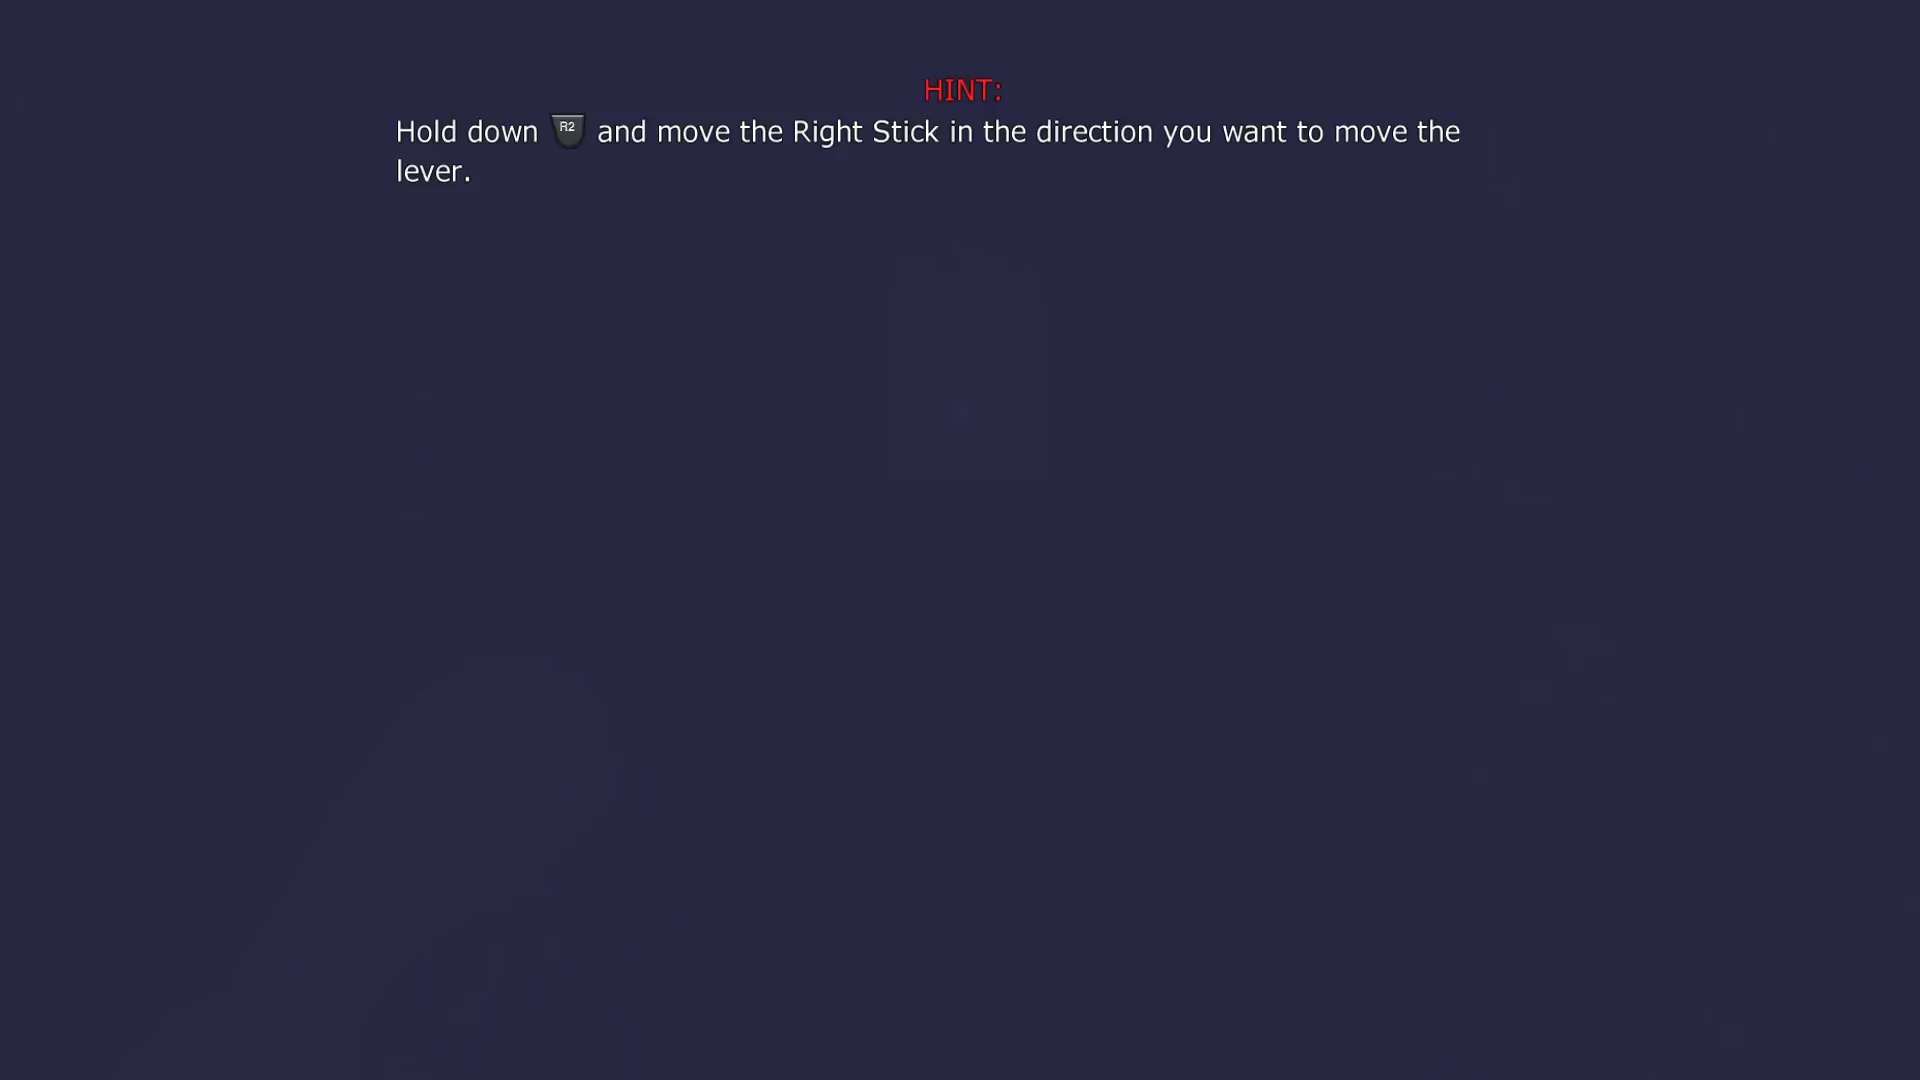 HINT:
Hold down R2 and move the Right Stick in the direction you want to move the
lever.